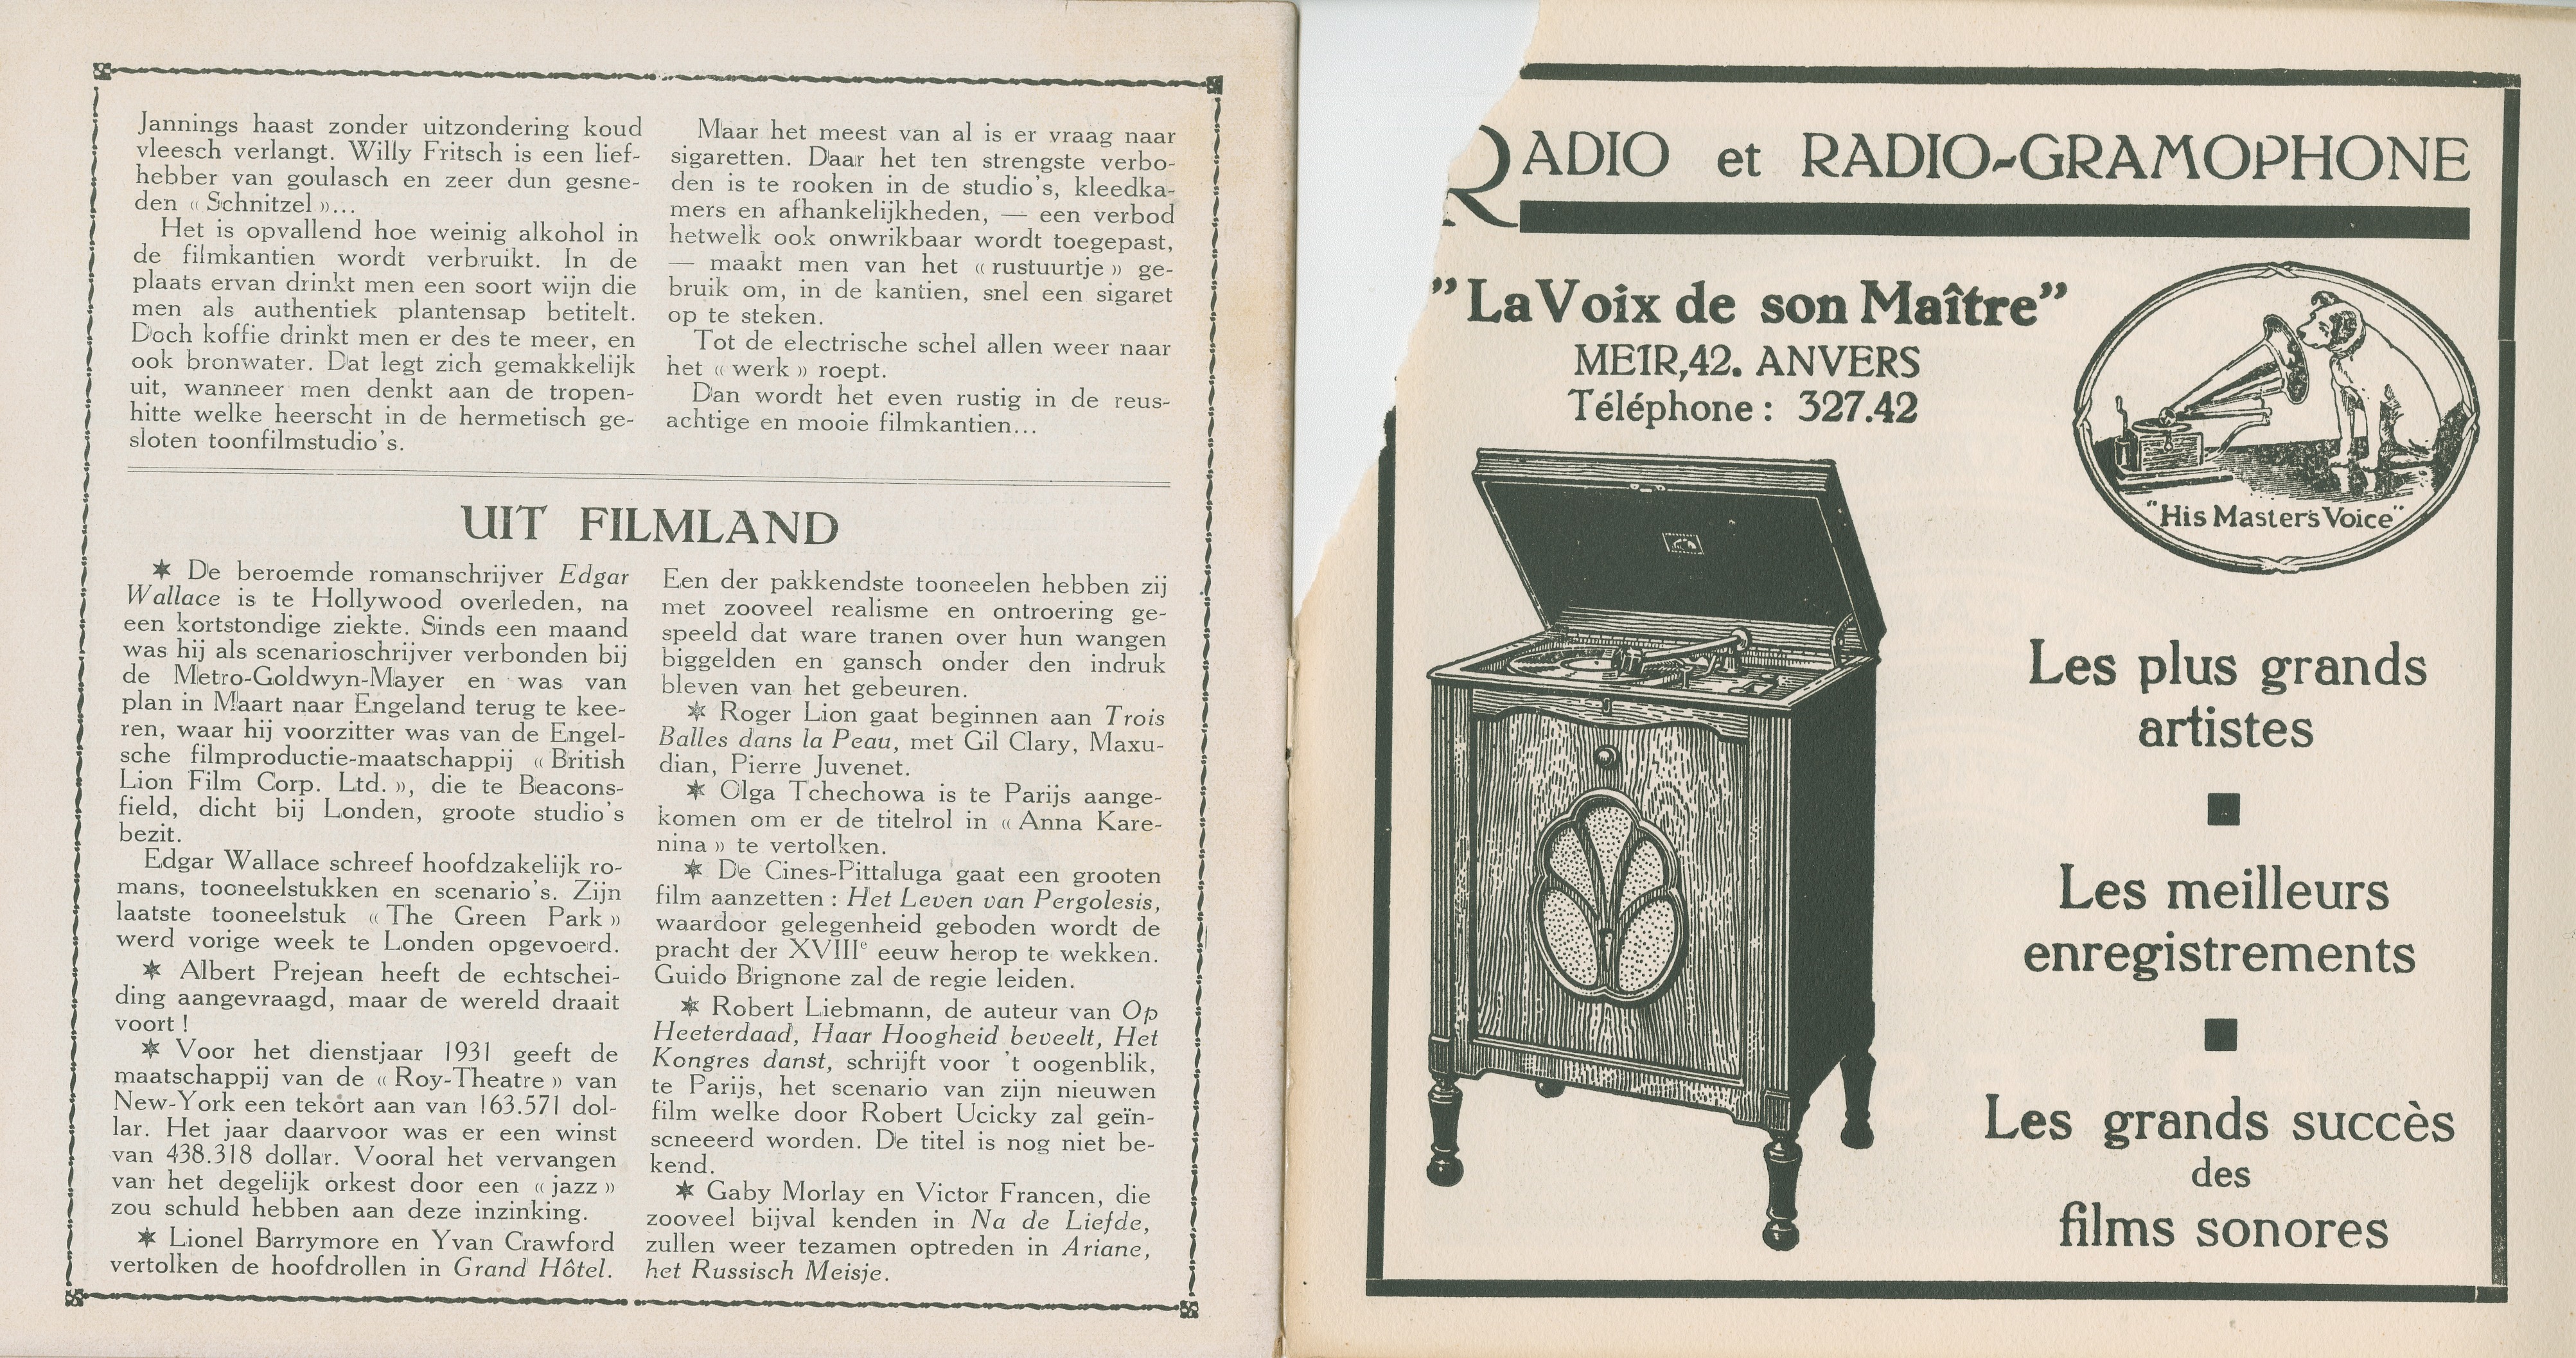 Jannings haast zonder uitzondering koud
vleesch verlangt. Willy Fritsch is een lief-
hebber van goulasch en zeer dun gesne-
den « Schnitzel »...
Het is opvallend hoe weinig alkohol in
de filmkantien wordt verbruikt. In de
plaats ervan drinkt men een soort wijn die
men als authentiek plantensap betitelt.
Doch koffie drinkt men er des te meer, en
ook bronwater. Dat legt zich gemakkelijk
uit, wanneer men denkt aan de tropen-
hitte welke heerscht in de hermetisch ge-
sloten toonfilmstudio's.
Maar het meest van al is er vraag naar
sigaretten. Daar het ten strengste verbo-
den is te rooken in de studio's, kleedka-
mers en afhankelijkheden, — een verbod
hetwelk ook onwrikbaar wordt toegepast,
— maakt men van het « rustuurtje » ge-
bruik om, in de kantien, snel een sigaret
op te steken.
Tot de electrische schel allen weer naar
het « werk » roept.
Dan wordt het even rustig in de reus-
achtige en mooie filmkantien...
UIT FILMLAND
✶ De beroemde romanschrijver Edgar
Wallace is te Hollywood overleden, na
een kortstondige ziekte. Sinds een maand
was hij als scenarioschrijver verbonden bij
de Metro-Goldwyn-Mayer en was van
plan in Maart naar Engeland terug te kee-
ren, waar hij voorzitter was van de Engel-
sche filmproductie-maatschappij « British
Lion Film Corp. Ltd. », die te Beacons-
field, dicht bij Londen, groote studio's
bezit.
Edgar Wallace schreef hoofdzakelijk ro-
mans, tooneelstukken en scenario's. Zijn
laatste tooneelstuk « The Green Park »
werd vorige week te Londen opgevoerd.
✶ Albert Prejean heeft de echtschei-
ding aangevraagd, maar de wereld draait
voort !
✶ Voor het dienstjaar 1931 geeft de
maatschappij van de « Roy-Theatre » van
New-York een tekort aan van 163.571 dol-
lar. Het jaar daarvoor was er een winst
van 438.318 dollar. Vooral het vervangen
van het degelijk orkest door een « jazz »
zou schuld hebben aan deze inzinking.
✶ Lionel Barrymore en Yvan Crawford
vertolken de hoofdrollen in Grand Hôtel.
Een der pakkendste tooneelen hebben zij
met zooveel realisme en ontroering ge-
speeld dat ware tranen over hun wangen
biggelden en gansch onder den indruk
bleven van het gebeuren.
✶ Roger Lion gaat beginnen aan Trois
Balles dans la Peau, met Gil Clary, Maxu-
dian, Pierre Juvenet.
✶ Olga Tchechowa is te Parijs aange-
komen om er de titelrol in « Anna Kare-
nina » te vertolken.
✶ De Cines-Pittaluga gaat een grooten
film aanzetten : Het Leven van Pergolesis,
waardoor gelegenheid geboden wordt de
pracht der XVIIIe eeuw herop te wekken.
Guido Brignone zal de regie leiden.
✶ Robert Liebmann, de auteur van Op
Heeterdaad, Haar Hoogheid beveelt, Het
Kongres danst, schrijft voor 't oogenblik,
te Parijs, het scenario van zijn nieuwen
film welke door Robert Ucicky zal geïn-
scneeerd worden. De titel is nog niet be-
kend.
✶ Gaby Morlay en Victor Francen, die
zooveel bijval kenden in Na de Liefde,
zullen weer tezamen optreden in Ariane,
het Russisch Meisje.
RADIO et RADIO-GRAMOPHONE
"La Voix de son Maître"
MEIR, 42. ANVERS
Téléphone : 327.42
"His Master's Voice"
Les plus grands
artistes
Les meilleurs
enregistrements
Les grands succès
des
films sonores